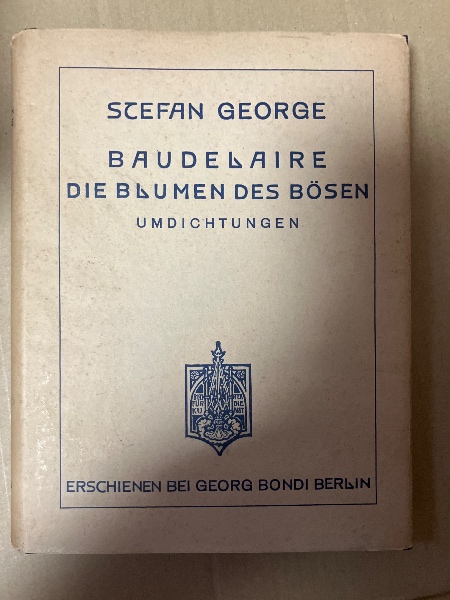 STEFAN GEORGE
BAUDELAIRE
DIE BLUMEN DES BÖSEN
UMDICHTUNGEN
ERSCHIENEN BEI GEORG BONDI BERLIN